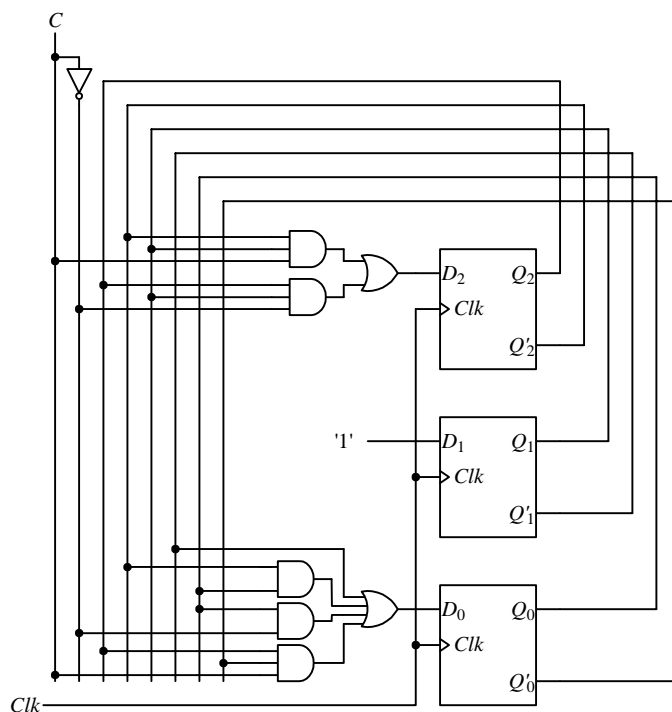 C
D₂ Q₂
Clk
Q'₂
'1' D₁ Q₁
Clk
Q'₁
D₀ Q₀
Clk
Q'₀
Clk